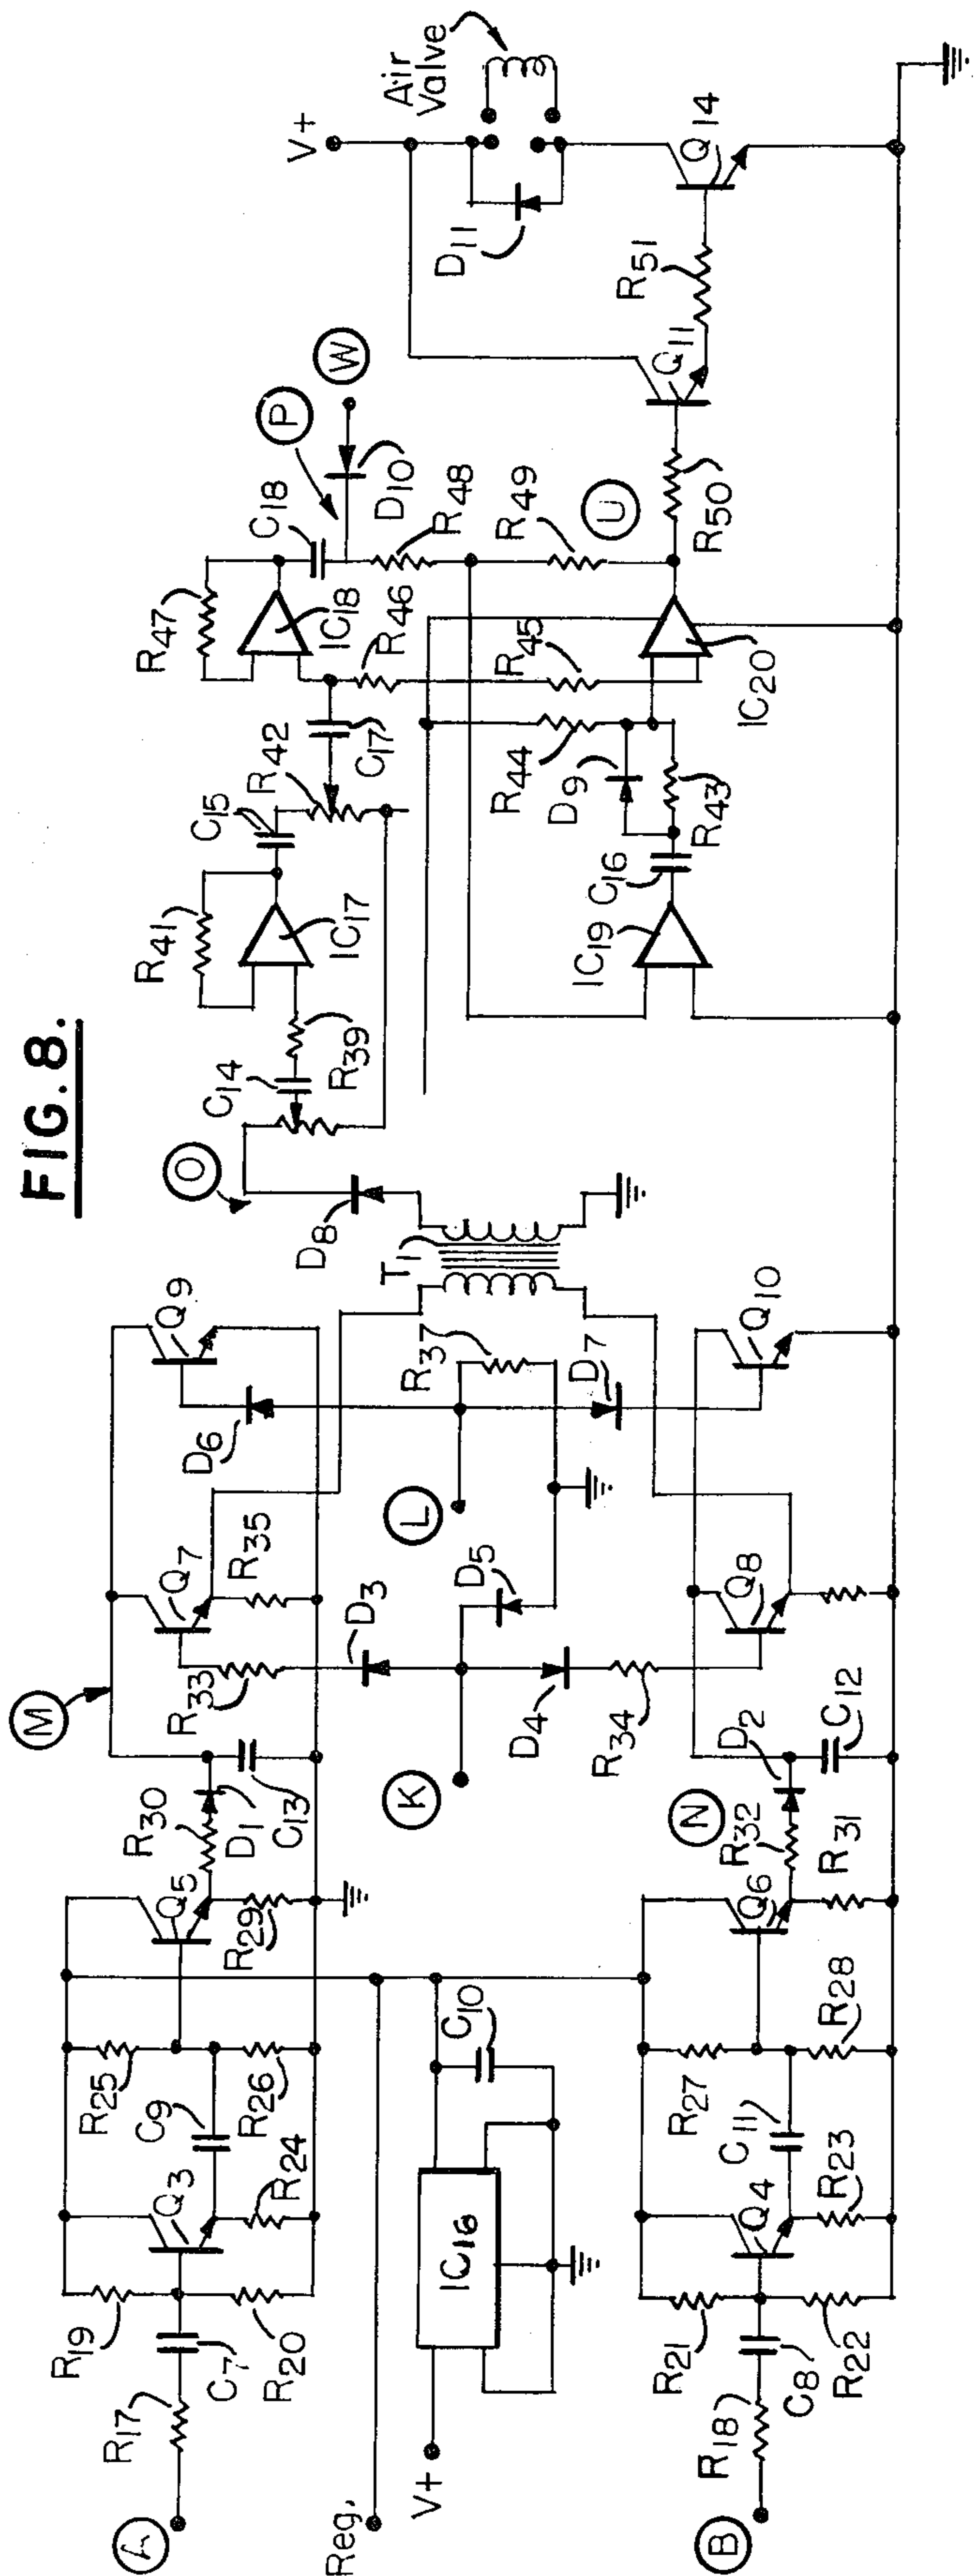 FIG. 8.
A
R17
C7
R19
R20
Q3
R24
C9
R25
R26
Q5
R29
R30
D1
C13
M
R33
Q7
R35
D3
Q9
D6
K
D5
L
R37
D4
R34
D7
T1
D8
O
C14
R39
R41
IC17
C15
R42
C17
R47
IC18
C18
P
W
D10
R46
R48
R45
R49
R44
D9
R43
C16
IC19
IC20
U
R50
Q11
R51
Q14
D11
V+
Air
Valve
Reg.
V+
IC16
C10
B
R18
C8
R21
R22
Q4
R23
C11
R27
R28
Q6
R31
R32
N
D2
C12
Q8
Q10